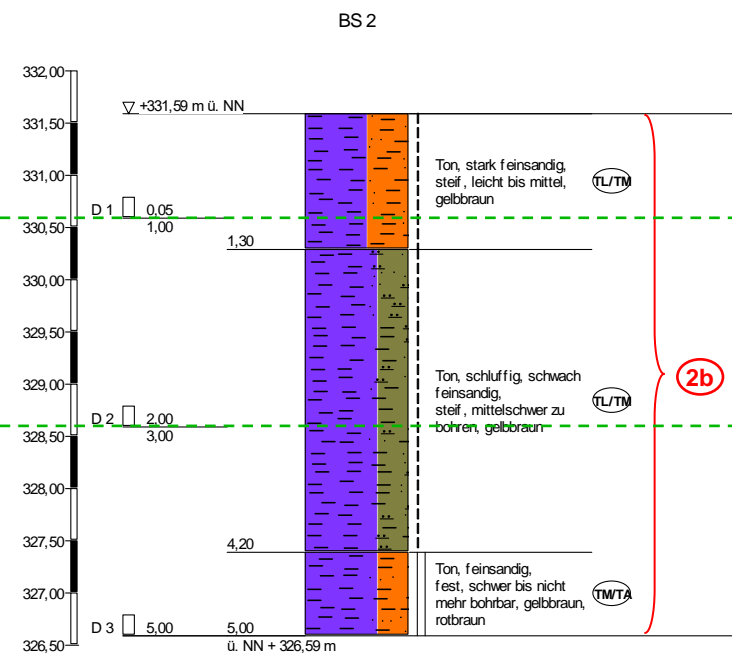 BS 2
332,00
+331,59 m ü. NN
331,50
Ton, stark feinsandig,
steif, leicht bis mittel,
gelbbraun
TL/TM
331,00
D 1 0,05
1,00
330,50
1,30
330,00
329,50
329,00
Ton, schluffig, schwach
feinsandig,
steif, mittelschwer zu
bohren, gelbbraun
TL/TM
2b
D 2 2,00
3,00
328,50
328,00
327,50
4,20
Ton, feinsandig,
fest, schwer bis nicht
mehr bohrbar, gelbbraun,
rotbraun
TM/TA
327,00
D 3 5,00 5,00
326,50
ü. NN + 326,59 m